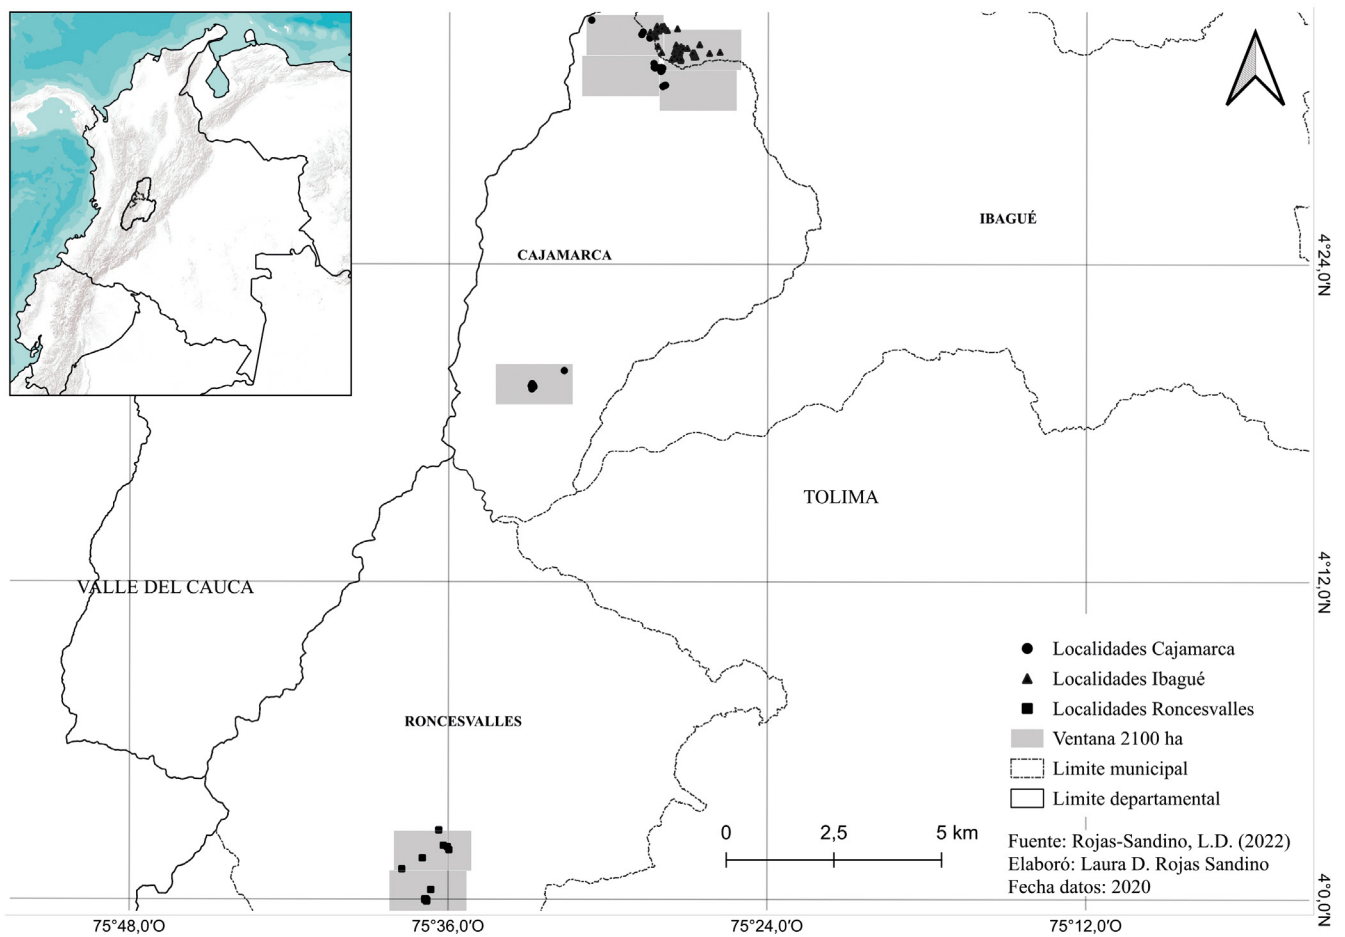 IBAGUÉ
CAJAMARCA
4°24,0'N
TOLIMA
VALLE DEL CAUCA
4°12,0'N
RONCESVALLES
Localidades Cajamarca
Localidades Ibagué
Localidades Roncesvalles
Ventana 2100 ha
Limite municipal
Limite departamental
0 2,5 5 km
Fuente: Rojas-Sandino, L.D. (2022)
Elaboró: Laura D. Rojas Sandino
Fecha datos: 2020
4°0,0'N
75°48,0'O 75°36,0'O 75°24,0'O 75°12,0'O